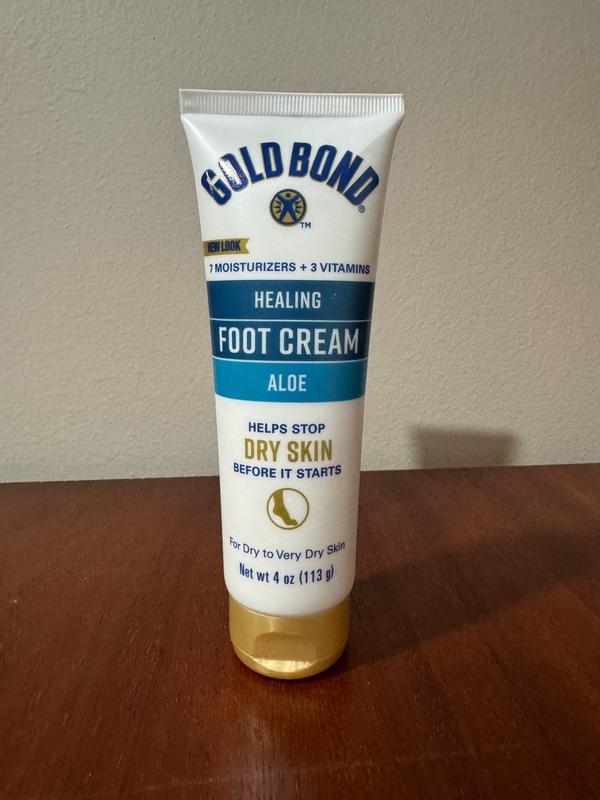 GOLD BOND®
™
NEW LOOK
7 MOISTURIZERS + 3 VITAMINS
HEALING
FOOT CREAM
ALOE
HELPS STOP
DRY SKIN
BEFORE IT STARTS
For Dry to Very Dry Skin
Net wt 4 oz (113 g)